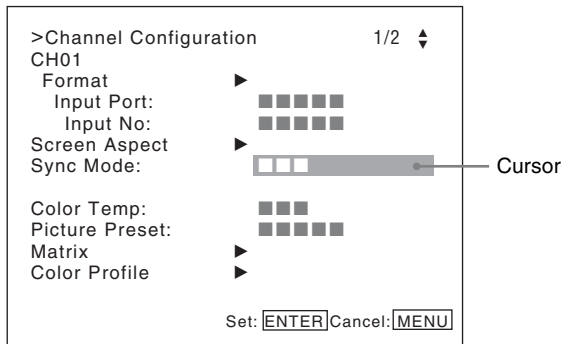 >Channel Configuration 1/2
CH01
Format
Input Port:
Input No:
Screen Aspect
Sync Mode:
Cursor
Color Temp:
Picture Preset:
Matrix
Color Profile
Set: ENTER Cancel: MENU